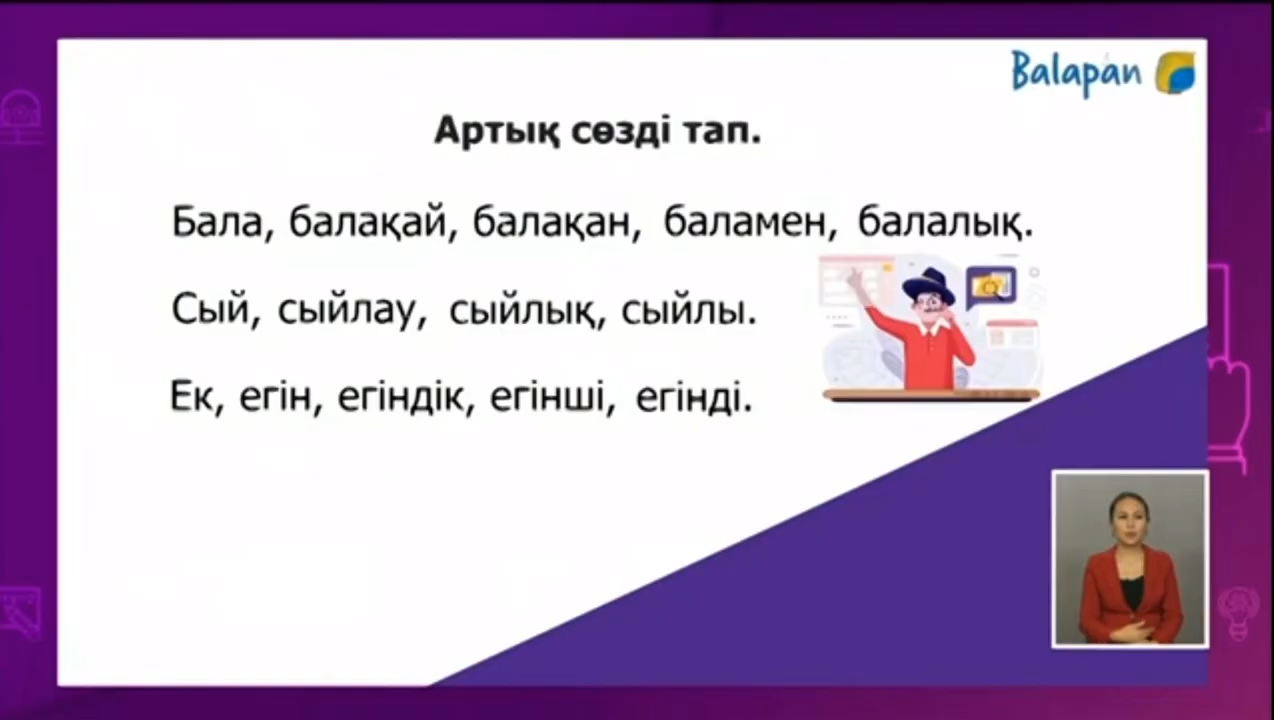 Balapan
Артық сөзді тап.
Бала, балақай, балақан, баламен, балалық.
Сый, сыйлау, сыйлық, сыйлы.
Ек, егін, егіндік, егінші, егінді.